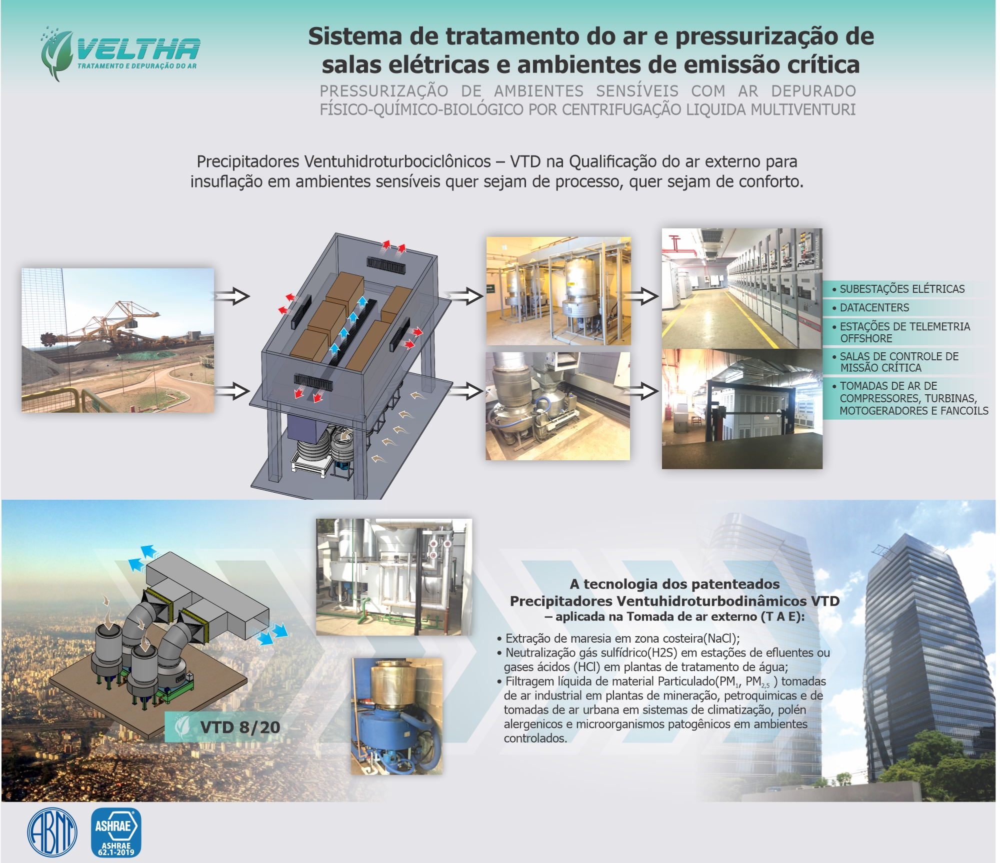 VELTHA
TRATAMENTO E DEPURAÇÃO DO AR
Sistema de tratamento do ar e pressurização de
salas elétricas e ambientes de emissão crítica
PRESSURIZAÇÃO DE AMBIENTES SENSÍVEIS COM AR DEPURADO
FÍSICO-QUÍMICO-BIOLÓGICO POR CENTRIFUGAÇÃO LIQUIDA MULTIVENTURI
Precipitadores Ventuhidroturbociclônicos – VTD na Qualificação do ar externo para
insuflação em ambientes sensíveis quer sejam de processo, quer sejam de conforto.
• SUBESTAÇÕES ELÉTRICAS
• DATACENTERS
• ESTAÇÕES DE TELEMETRIA
OFFSHORE
• SALAS DE CONTROLE DE
MISSÃO CRÍTICA
• TOMADAS DE AR DE
COMPRESSORES, TURBINAS,
MOTOGERADORES E FANCOILS
VTD 8/20
A tecnologia dos patenteados
Precipitadores Ventuhidroturbodinâmicos VTD
– aplicada na Tomada de ar externo (T A E):
• Extração de maresia em zona costeira(NaCl);
• Neutralização gás sulfídrico(H2S) em estações de efluentes ou
gases ácidos (HCl) em plantas de tratamento de água;
• Filtragem líquida de material Particulado(PM1, PM2,5 ) tomadas
de ar industrial em plantas de mineração, petroquimicas e de
tomadas de ar urbana em sistemas de climatização, polén
alergenicos e microorganismos patogênicos em ambientes
controlados.
ABNT
ASHRAE®
ASHRAE
62.1-2019